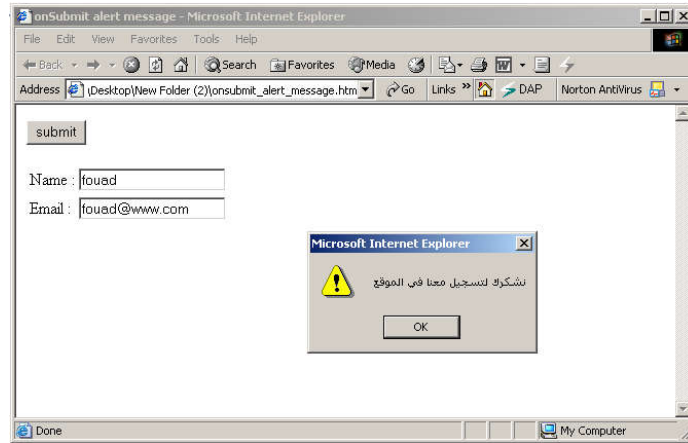 onSubmit alert message - Microsoft Internet Explorer
File Edit View Favorites Tools Help
Back Search Favorites Media
Address \Desktop\New Folder (2)\onsubmit_alert_message.htm Go Links » DAP Norton AntiVirus
submit
Name : fouad
Email : fouad@www.com
Microsoft Internet Explorer
نشكرك لتسجيل معنا في الموقع
OK
Done My Computer